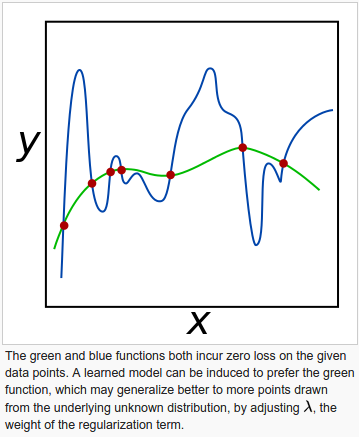 y
x
The green and blue functions both incur zero loss on the given
data points. A learned model can be induced to prefer the green
function, which may generalize better to more points drawn
from the underlying unknown distribution, by adjusting λ, the
weight of the regularization term.